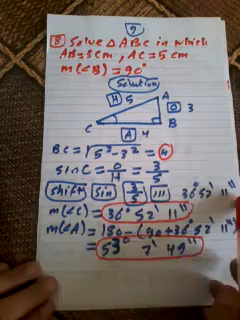 9
8 Solve △ABC in which
AB=3cm, AC=5cm
m(∠B)=90°
Solution
H 5 A
O 3
C A 4 B
BC = √5²-3² = 4
sin C = O/H = 3/5
shift sin 3/5 °,,, 36° 52' 11"
m(∠C) = 36° 52' 11"
m(∠A) = 180-(90+36° 52' 11")
= 53° 7' 49"